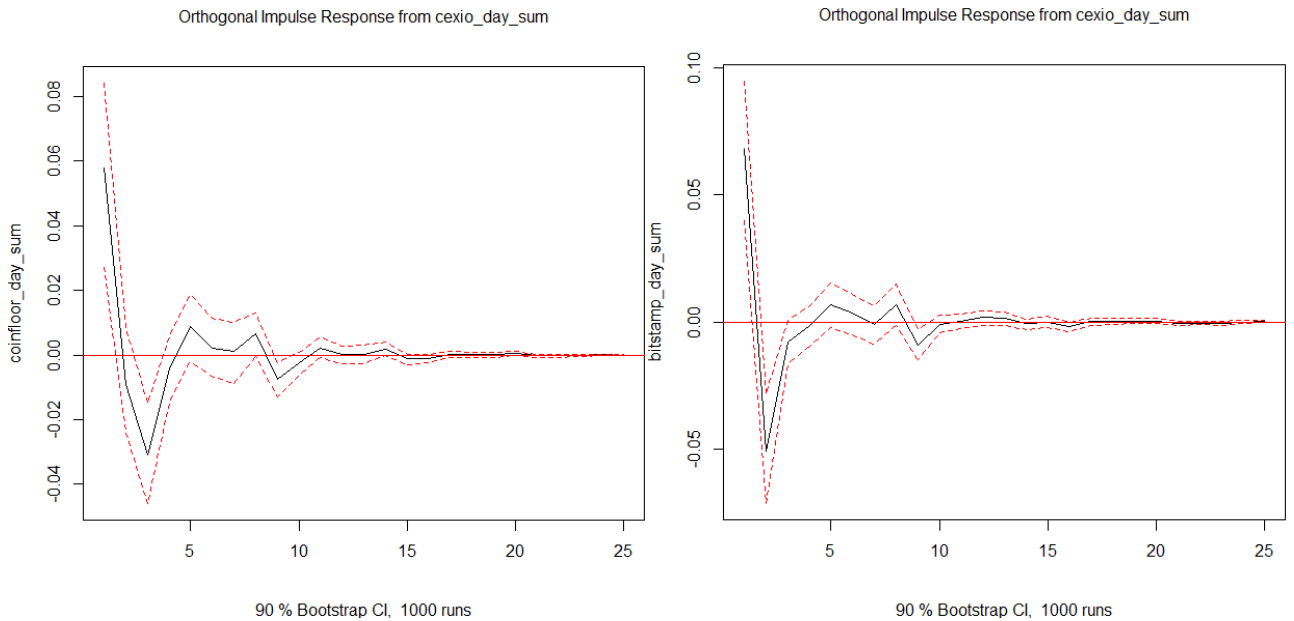 Orthogonal Impulse Response from cexio_day_sum
coinfloor_day_sum
0.08
0.06
0.04
0.02
0.00
-0.02
-0.04
5 10 15 20 25
90 % Bootstrap CI, 1000 runs
Orthogonal Impulse Response from cexio_day_sum
bitstamp_day_sum
0.10
0.05
0.00
-0.05
5 10 15 20 25
90 % Bootstrap CI, 1000 runs